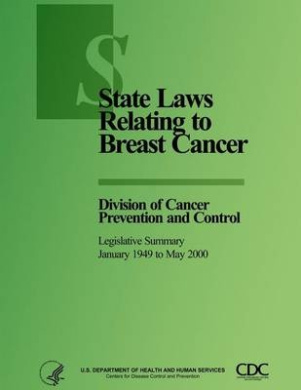 S
State Laws
Relating to
Breast Cancer
Division of Cancer
Prevention and Control
Legislative Summary
January 1949 to May 2000
U.S. DEPARTMENT OF HEALTH AND HUMAN SERVICES
Centers for Disease Control and Prevention
CDC